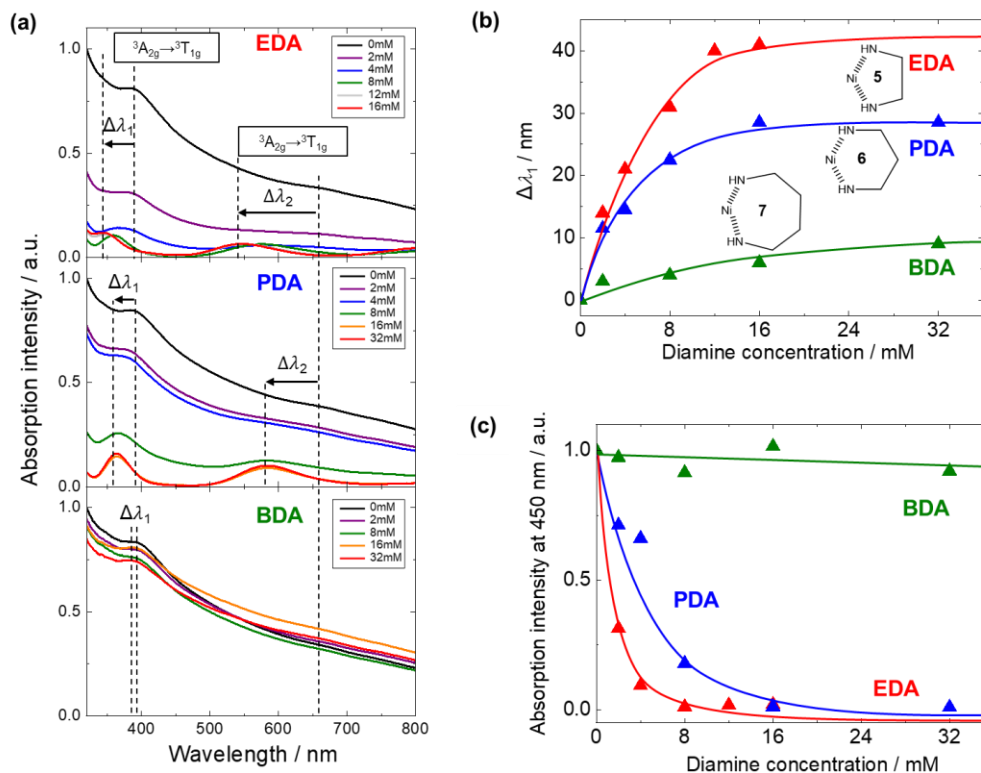 (a)
EDA
³A₂g→³T₁g
0mM
2mM
4mM
8mM
12mM
16mM
Δλ₁
³A₂g→³T₁g
Δλ₂
1.0
0.5
0.0
PDA
0mM
2mM
4mM
8mM
16mM
32mM
Δλ₁
Δλ₂
1.0
0.5
0.0
BDA
0mM
2mM
8mM
16mM
32mM
Δλ₁
1.0
0.5
0.0
400 500 600 700 800
Absorption intensity / a.u.
Wavelength / nm
(b)
40
30
20
10
0
Δλ₁ / nm
EDA
HN
Ni
5
HN
PDA
HN
Ni
6
HN
HN
Ni
7
HN
BDA
0 8 16 24 32
Diamine concentration / mM
(c)
1.0
0.5
0.0
Absorption intensity at 450 nm / a.u.
BDA
PDA
EDA
0 8 16 24 32
Diamine concentration / mM